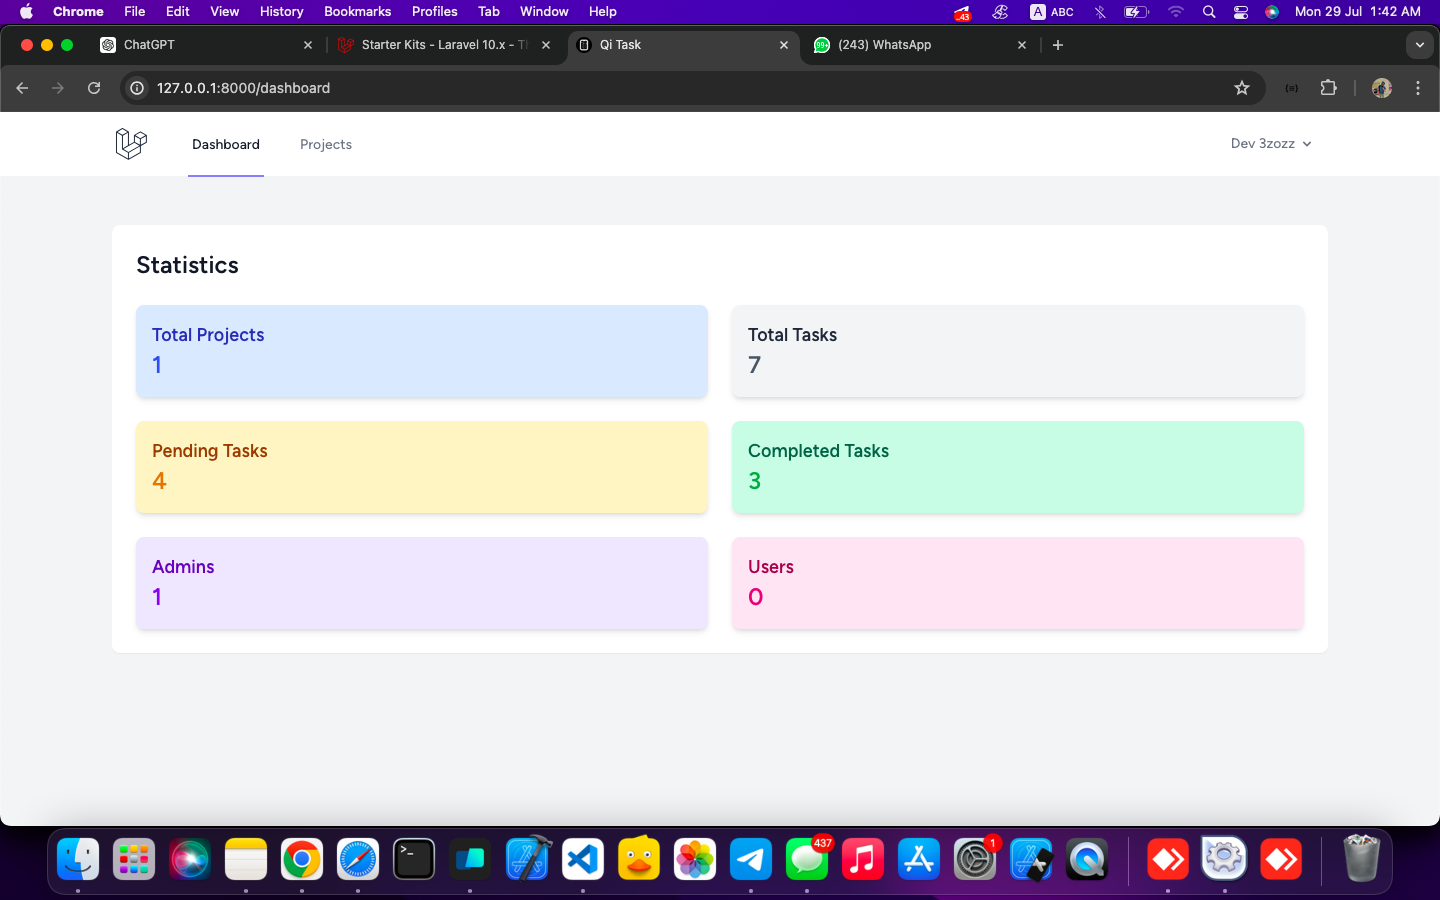 Chrome File Edit View History Bookmarks Profiles Tab Window Help .43 A ABC Mon 29 Jul 1:42 AM
ChatGPT Starter Kits - Laravel 10.x - Th Qi Task 99+ (243) WhatsApp
127.0.0.1:8000/dashboard
Dashboard Projects Dev 3zozz
Statistics
Total Projects
1
Total Tasks
7
Pending Tasks
4
Completed Tasks
3
Admins
1
Users
0
>_ 437 1